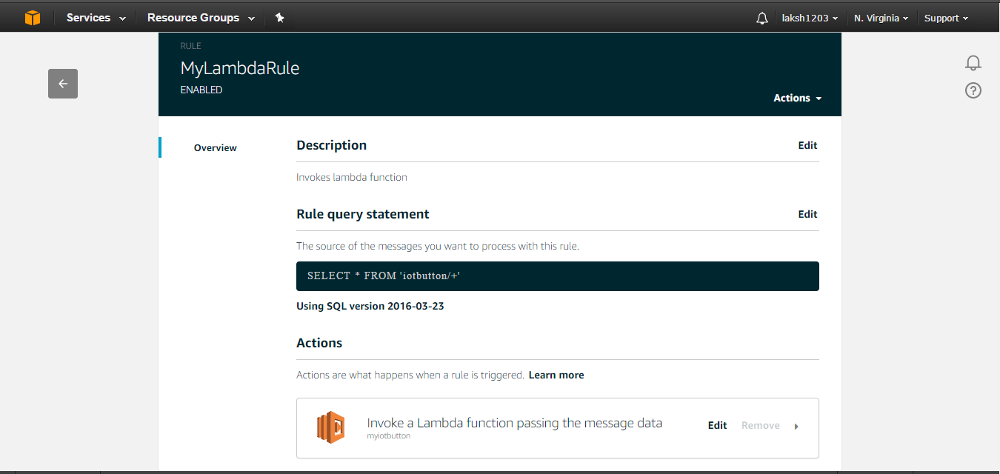 Services Resource Groups laksh1203 N. Virginia Support
RULE
MyLambdaRule
ENABLED
Actions
Overview
Description Edit
Invokes lambda function
Rule query statement Edit
The source of the messages you want to process with this rule.
SELECT * FROM 'iotbutton/+'
Using SQL version 2016-03-23
Actions
Actions are what happens when a rule is triggered. Learn more
Invoke a Lambda function passing the message data Edit Remove
myiotbutton